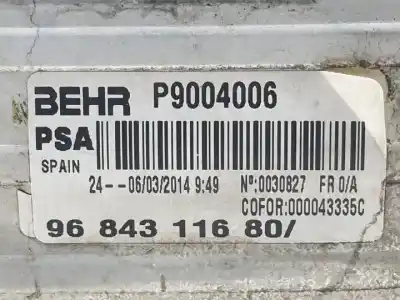 BEHR P9004006
PSA
SPAIN
24--06/03/2014 9:49 Nº:0030827 FR 0/A
COFOR:000043335C
96 843 116 80/